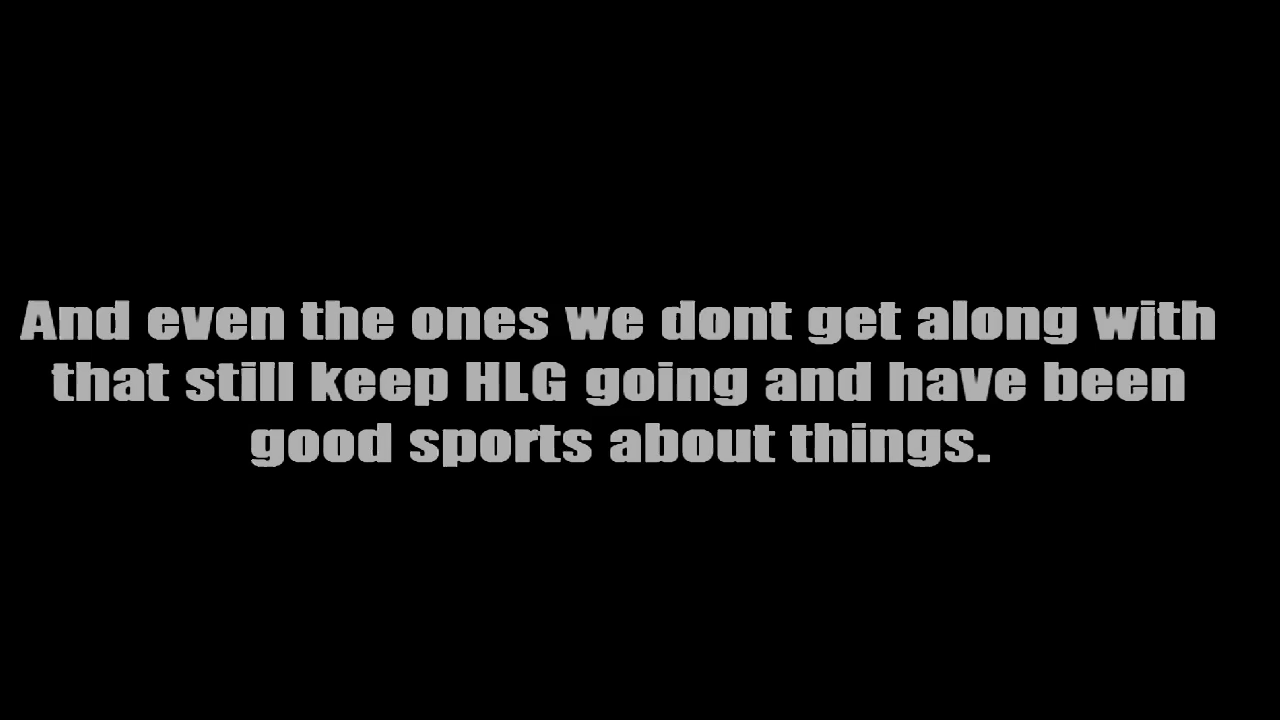 And even the ones we dont get along with
that still keep HLG going and have been
good sports about things.